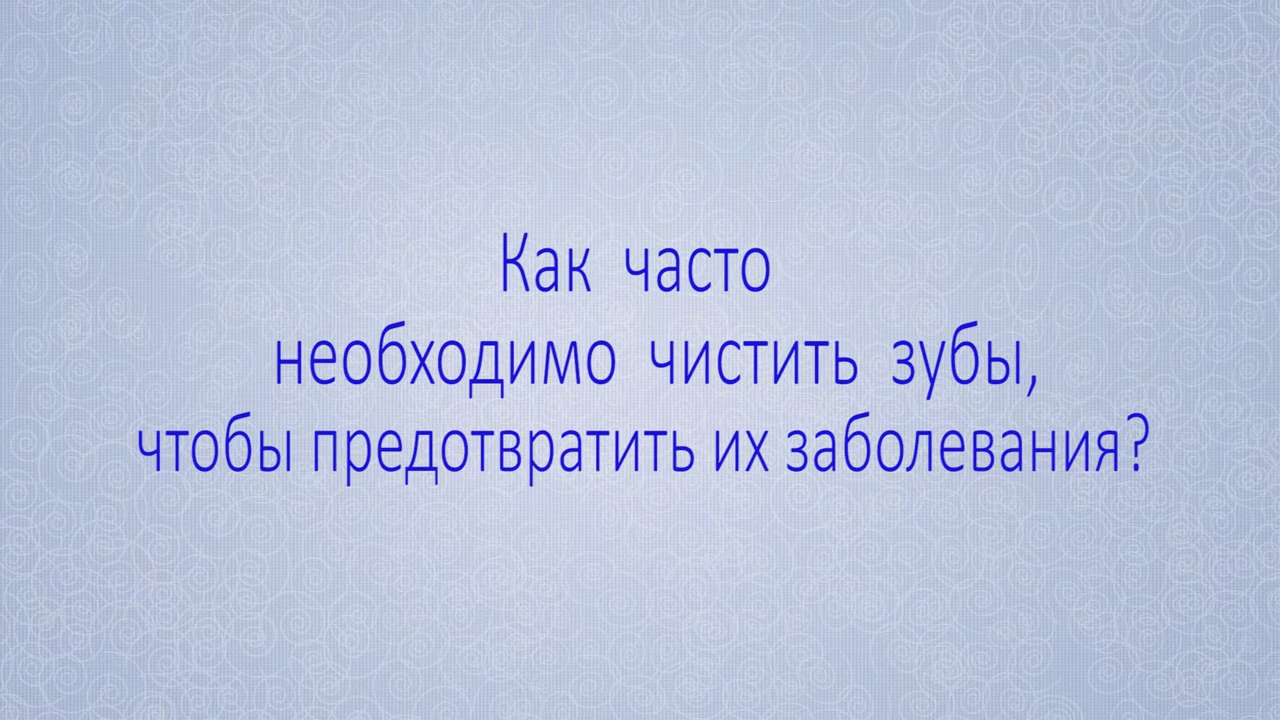 Как часто
необходимо чистить зубы,
чтобы предотвратить их заболевания?